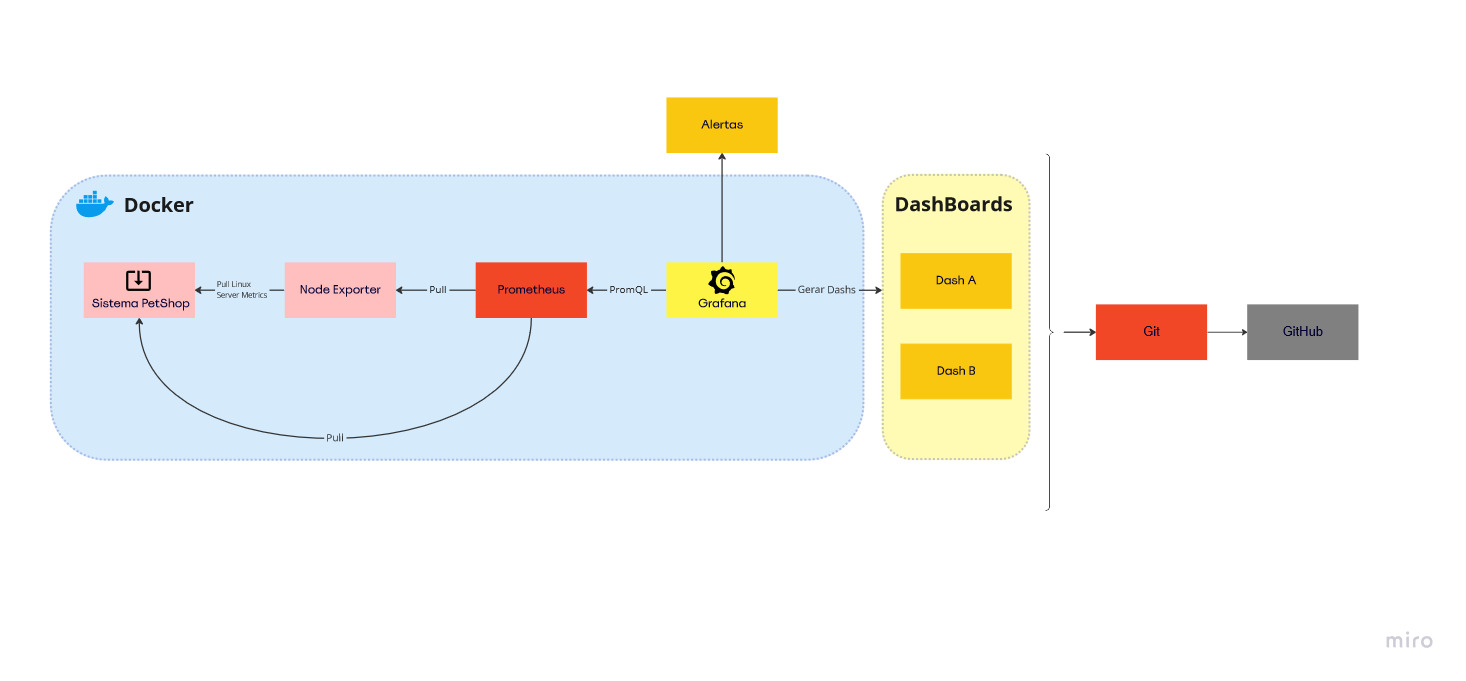 Alertas
Docker
DashBoards
Sistema PetShop
Pull Linux
Server Metrics
Node Exporter
Pull
Prometheus
PromQL
Grafana
Gerar Dashs
Dash A
Dash B
Git
GitHub
Pull
miro